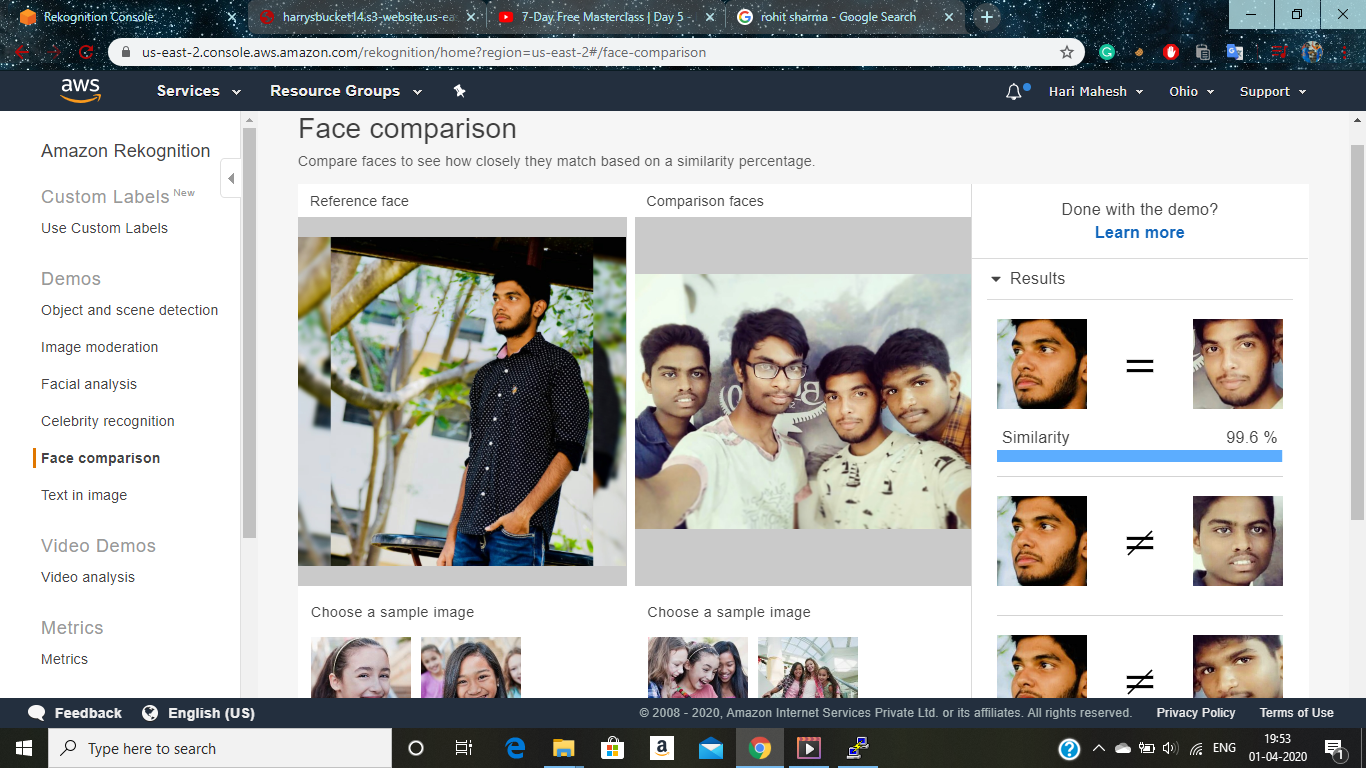 Rekognition Console
harrysbucket14.s3-website.us-ea
7-Day Free Masterclass | Day 5 -
rohit sharma - Google Search
us-east-2.console.aws.amazon.com/rekognition/home?region=us-east-2#/face-comparison
aws
Services
Resource Groups
Hari Mahesh
Ohio
Support
Amazon Rekognition
Custom Labels New
Use Custom Labels
Demos
Object and scene detection
Image moderation
Facial analysis
Celebrity recognition
Face comparison
Text in image
Video Demos
Video analysis
Metrics
Metrics
Face comparison
Compare faces to see how closely they match based on a similarity percentage.
Reference face
Comparison faces
Choose a sample image
Choose a sample image
Done with the demo?
Learn more
Results
=
Similarity 99.6 %
≠
≠
Feedback
English (US)
© 2008 - 2020, Amazon Internet Services Private Ltd. or its affiliates. All rights reserved.
Privacy Policy
Terms of Use
Type here to search
ENG
19:53
01-04-2020
1